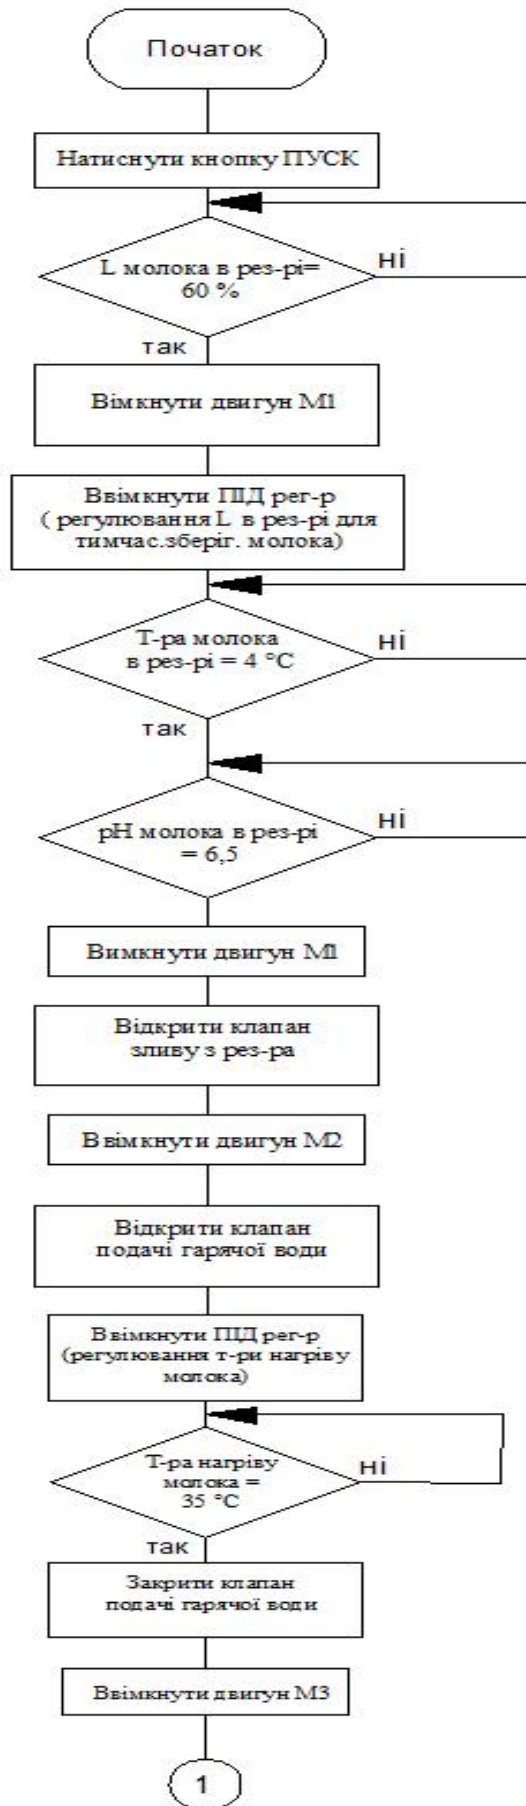 Початок
Натиснути кнопку ПУСК
L молока в рез-рі=
60 %
ні
так
Вімкнути двигун М1
Ввімкнути ПІД рег-р
( регулювання L в рез-рі для
тимчас.зберіг. молока)
Т-ра молока
в рез-рі = 4 °С
ні
так
рН молока в рез-рі
= 6,5
ні
Вимкнути двигун М1
Відкрити клапан
зливу з рез-ра
Ввімкнути двигун М2
Відкрити клапан
подачі гарячої води
Ввімкнути ПІД рег-р
(регулювання т-ри нагріву
молока)
Т-ра нагріву
молока =
35 °С
ні
так
Закрити клапан
подачі гарячої води
Ввімкнути двигун М3
1